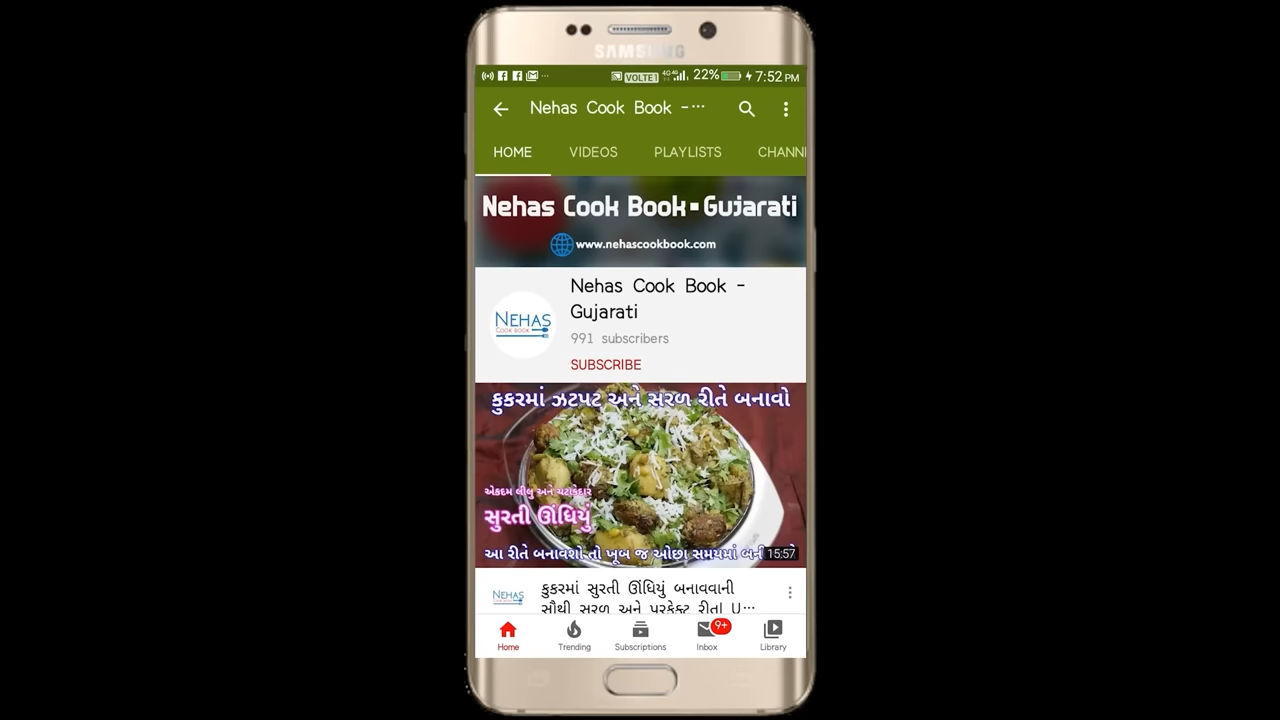 SAMSUNG
VOLTE1 4G 22% 7:52 PM
Nehas Cook Book -···
HOME VIDEOS PLAYLISTS CHANN
Nehas Cook Book-Gujarati
www.nehascookbook.com
Nehas Cook Book -
Gujarati
991 subscribers
SUBSCRIBE
NEHAS
COOK BOOK
કુકરમાં ઝટપટ અને સરળ રીતે બનાવો
એકદમ લીલુ અને ચટાકેદાર
સુરતી ઊંધિયું
આ રીતે બનાવશો તો ખૂબ જ ઓછા સમયમાં
15:57
કુકરમાં સુરતી ઊંધિયું બનાવવાની
સૌથી સરળ અને પરફેક્ટ રીત| U···
NEHAS
Home Trending Subscriptions Inbox 9+ Library